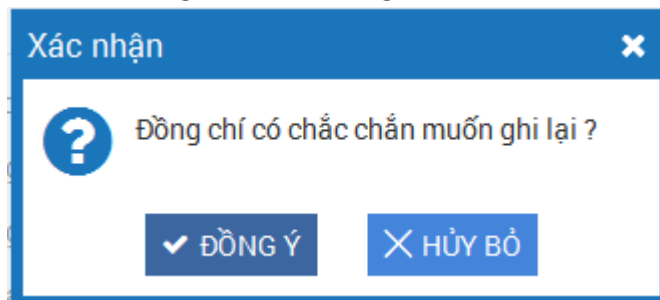 Xác nhận
Đồng chí có chắc chắn muốn ghi lại ?
ĐỒNG Ý
HỦY BỎ